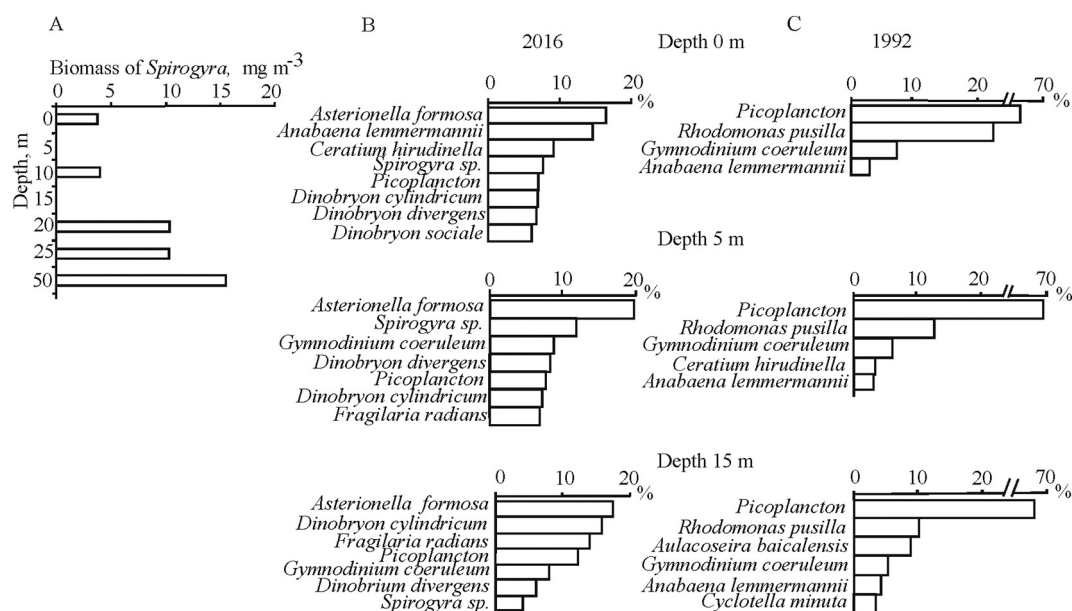 A
B
C
2016
Depth 0 m
1992
Biomass of Spirogyra, mg m-3
0 5 10 15 20
Depth, m
0
5
10
15
20
25
50
0 10 20 %
Asterionella formosa
Anabaena lemmermannii
Ceratium hirudinella
Spirogyra sp.
Picoplancton
Dinobryon cylindricum
Dinobryon divergens
Dinobryon sociale
0 10 20 70 %
Picoplancton
Rhodomonas pusilla
Gymnodinium coeruleum
Anabaena lemmermannii
Depth 5 m
0 10 20 %
Asterionella formosa
Spirogyra sp.
Gymnodinium coeruleum
Dinobryon divergens
Picoplancton
Dinobryon cylindricum
Fragilaria radians
0 10 20 70 %
Picoplancton
Rhodomonas pusilla
Gymnodinium coeruleum
Ceratium hirudinella
Anabaena lemmermannii
Depth 15 m
0 10 20 %
Asterionella formosa
Dinobryon cylindricum
Fragilaria radians
Picoplancton
Gymnodinium coeruleum
Dinobrium divergens
Spirogyra sp.
0 10 20 70 %
Picoplancton
Rhodomonas pusilla
Aulacoseira baicalensis
Gymnodinium coeruleum
Anabaena lemmermannii
Cyclotella minuta